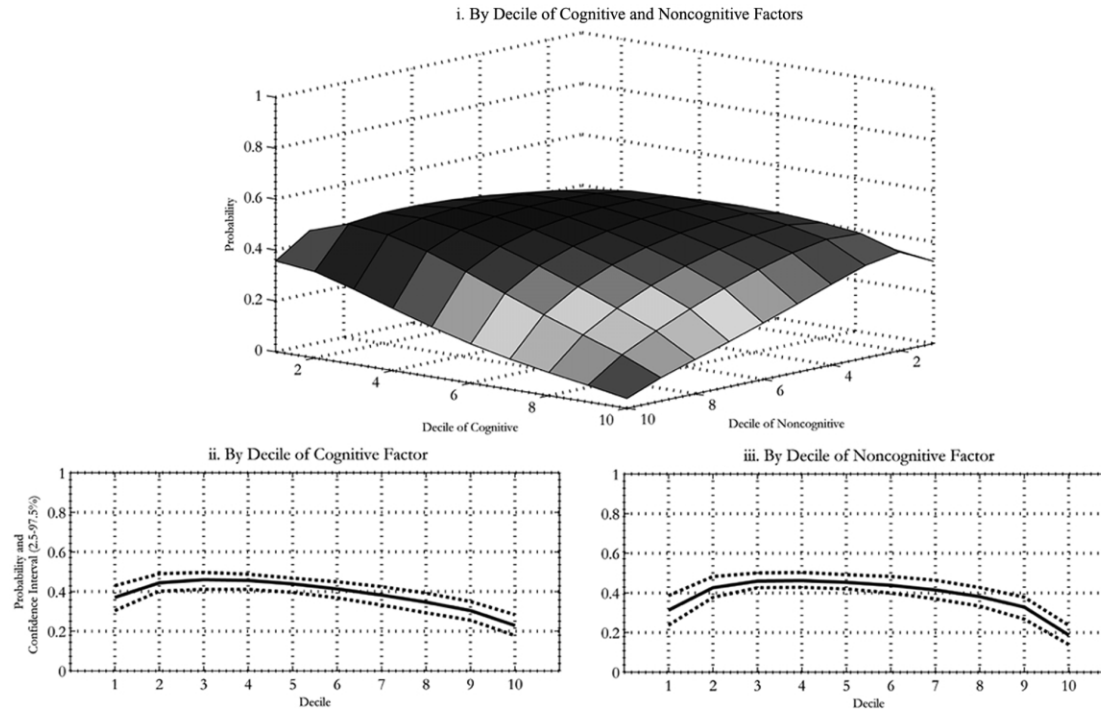 i. By Decile of Cognitive and Noncognitive Factors
1
0.8
0.6
0.4
0.2
0
Probability
2
4
6
8
10
10
8
6
4
2
Decile of Cognitive
Decile of Noncognitive
ii. By Decile of Cognitive Factor
1
0.8
0.6
0.4
0.2
0
Probability and
Confidence Interval (2.5-97.5%)
1 2 3 4 5 6 7 8 9 10
Decile
iii. By Decile of Noncognitive Factor
1
0.8
0.6
0.4
0.2
0
1 2 3 4 5 6 7 8 9 10
Decile